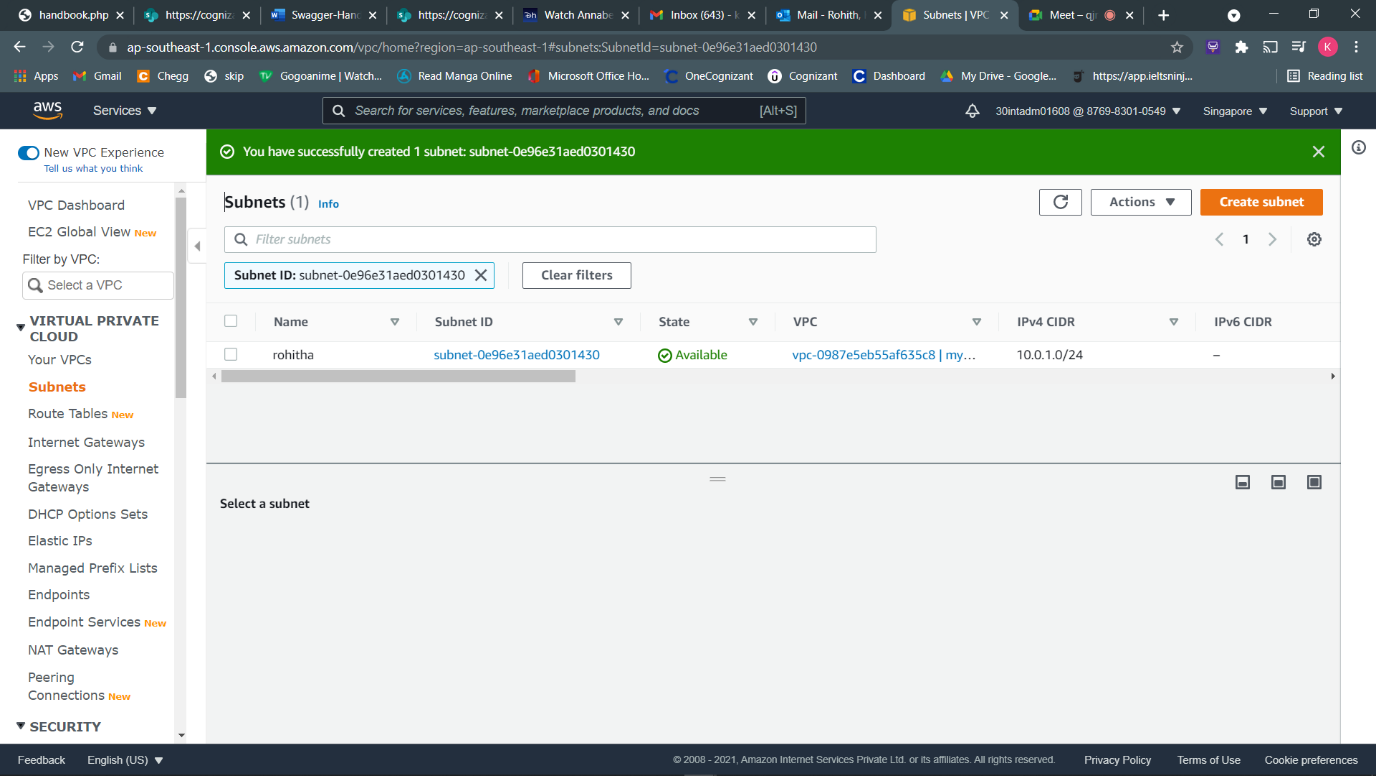 handbook.php
https://cogniz
Swagger-Han
https://cogniz
Watch Annabe
Inbox (643) - k
Mail - Rohith,
Subnets | VPC
Meet – qj
ap-southeast-1.console.aws.amazon.com/vpc/home?region=ap-southeast-1#subnets:SubnetId=subnet-0e96e31aed0301430
K
Apps
Gmail
Chegg
skip
Gogoanime | Watch...
Read Manga Online
Microsoft Office Ho...
OneCognizant
Cognizant
Dashboard
My Drive - Google...
https://app.ieltsninj...
Reading list
aws
Services
Search for services, features, marketplace products, and docs
[Alt+S]
30intadm01608 @ 8769-8301-0549
Singapore
Support
New VPC Experience
Tell us what you think
VPC Dashboard
EC2 Global View New
Filter by VPC:
Select a VPC
VIRTUAL PRIVATE
CLOUD
Your VPCs
Subnets
Route Tables New
Internet Gateways
Egress Only Internet
Gateways
DHCP Options Sets
Elastic IPs
Managed Prefix Lists
Endpoints
Endpoint Services New
NAT Gateways
Peering
Connections New
SECURITY
You have successfully created 1 subnet: subnet-0e96e31aed0301430
Subnets (1) Info
Actions
Create subnet
Filter subnets
1
Subnet ID: subnet-0e96e31aed0301430
Clear filters
Name Subnet ID State VPC IPv4 CIDR IPv6 CIDR
rohitha subnet-0e96e31aed0301430 Available vpc-0987e5eb55af635c8 | my... 10.0.1.0/24 –
Select a subnet
Feedback
English (US)
© 2008 - 2021, Amazon Internet Services Private Ltd. or its affiliates. All rights reserved.
Privacy Policy
Terms of Use
Cookie preferences